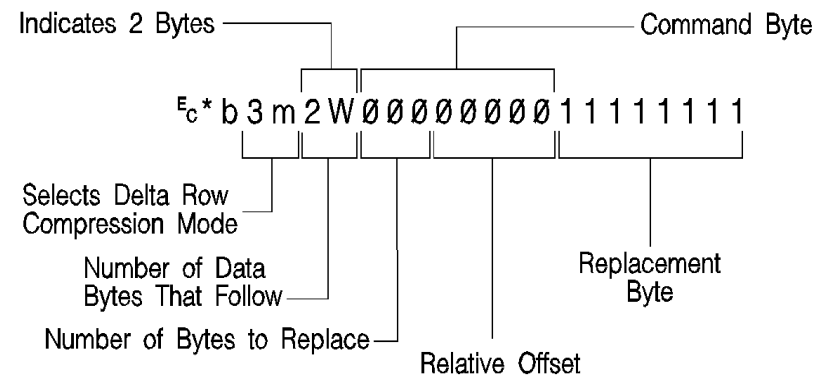 Indicates 2 Bytes
Command Byte
Ec*b3m2WØØØØØØØØ11111111
Selects Delta Row
Compression Mode
Number of Data
Bytes That Follow
Replacement
Byte
Number of Bytes to Replace
Relative Offset